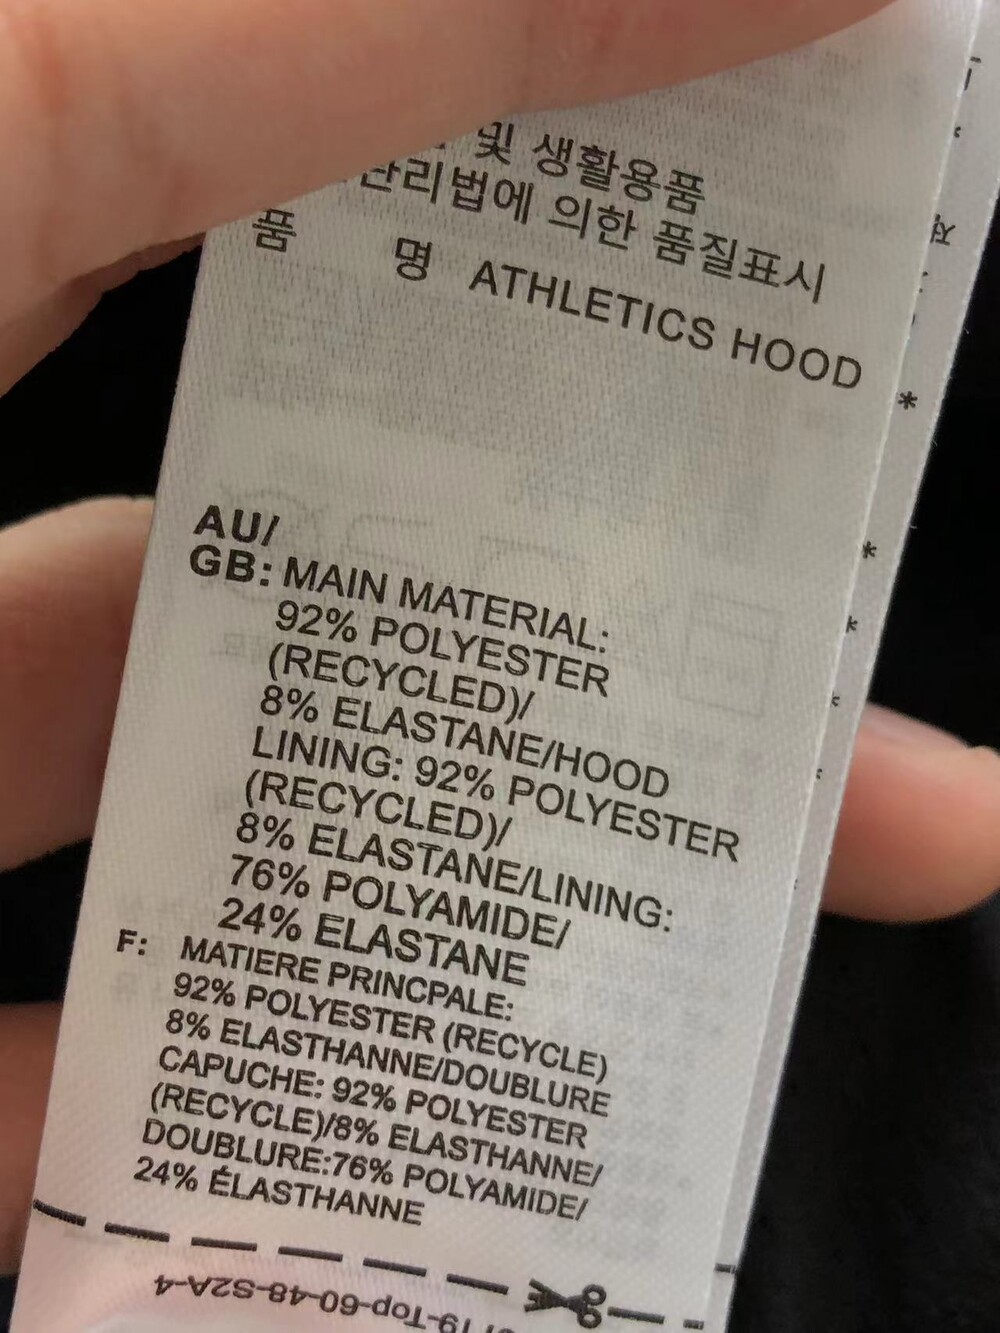 및 생활용품
관리법에 의한 품질표시
품 명 ATHLETICS HOOD
AU/
GB: MAIN MATERIAL:
92% POLYESTER
(RECYCLED)/
8% ELASTANE/HOOD
LINING: 92% POLYESTER
(RECYCLED)/
8% ELASTANE/LINING:
76% POLYAMIDE/
24% ELASTANE
F: MATIERE PRINCPALE:
92% POLYESTER (RECYCLE)
8% ELASTHANNE/DOUBLURE
CAPUCHE: 92% POLYESTER
(RECYCLE)/8% ELASTHANNE/
DOUBLURE:76% POLYAMIDE/
24% ÉLASTHANNE
19-Top-60-48-S2A-4